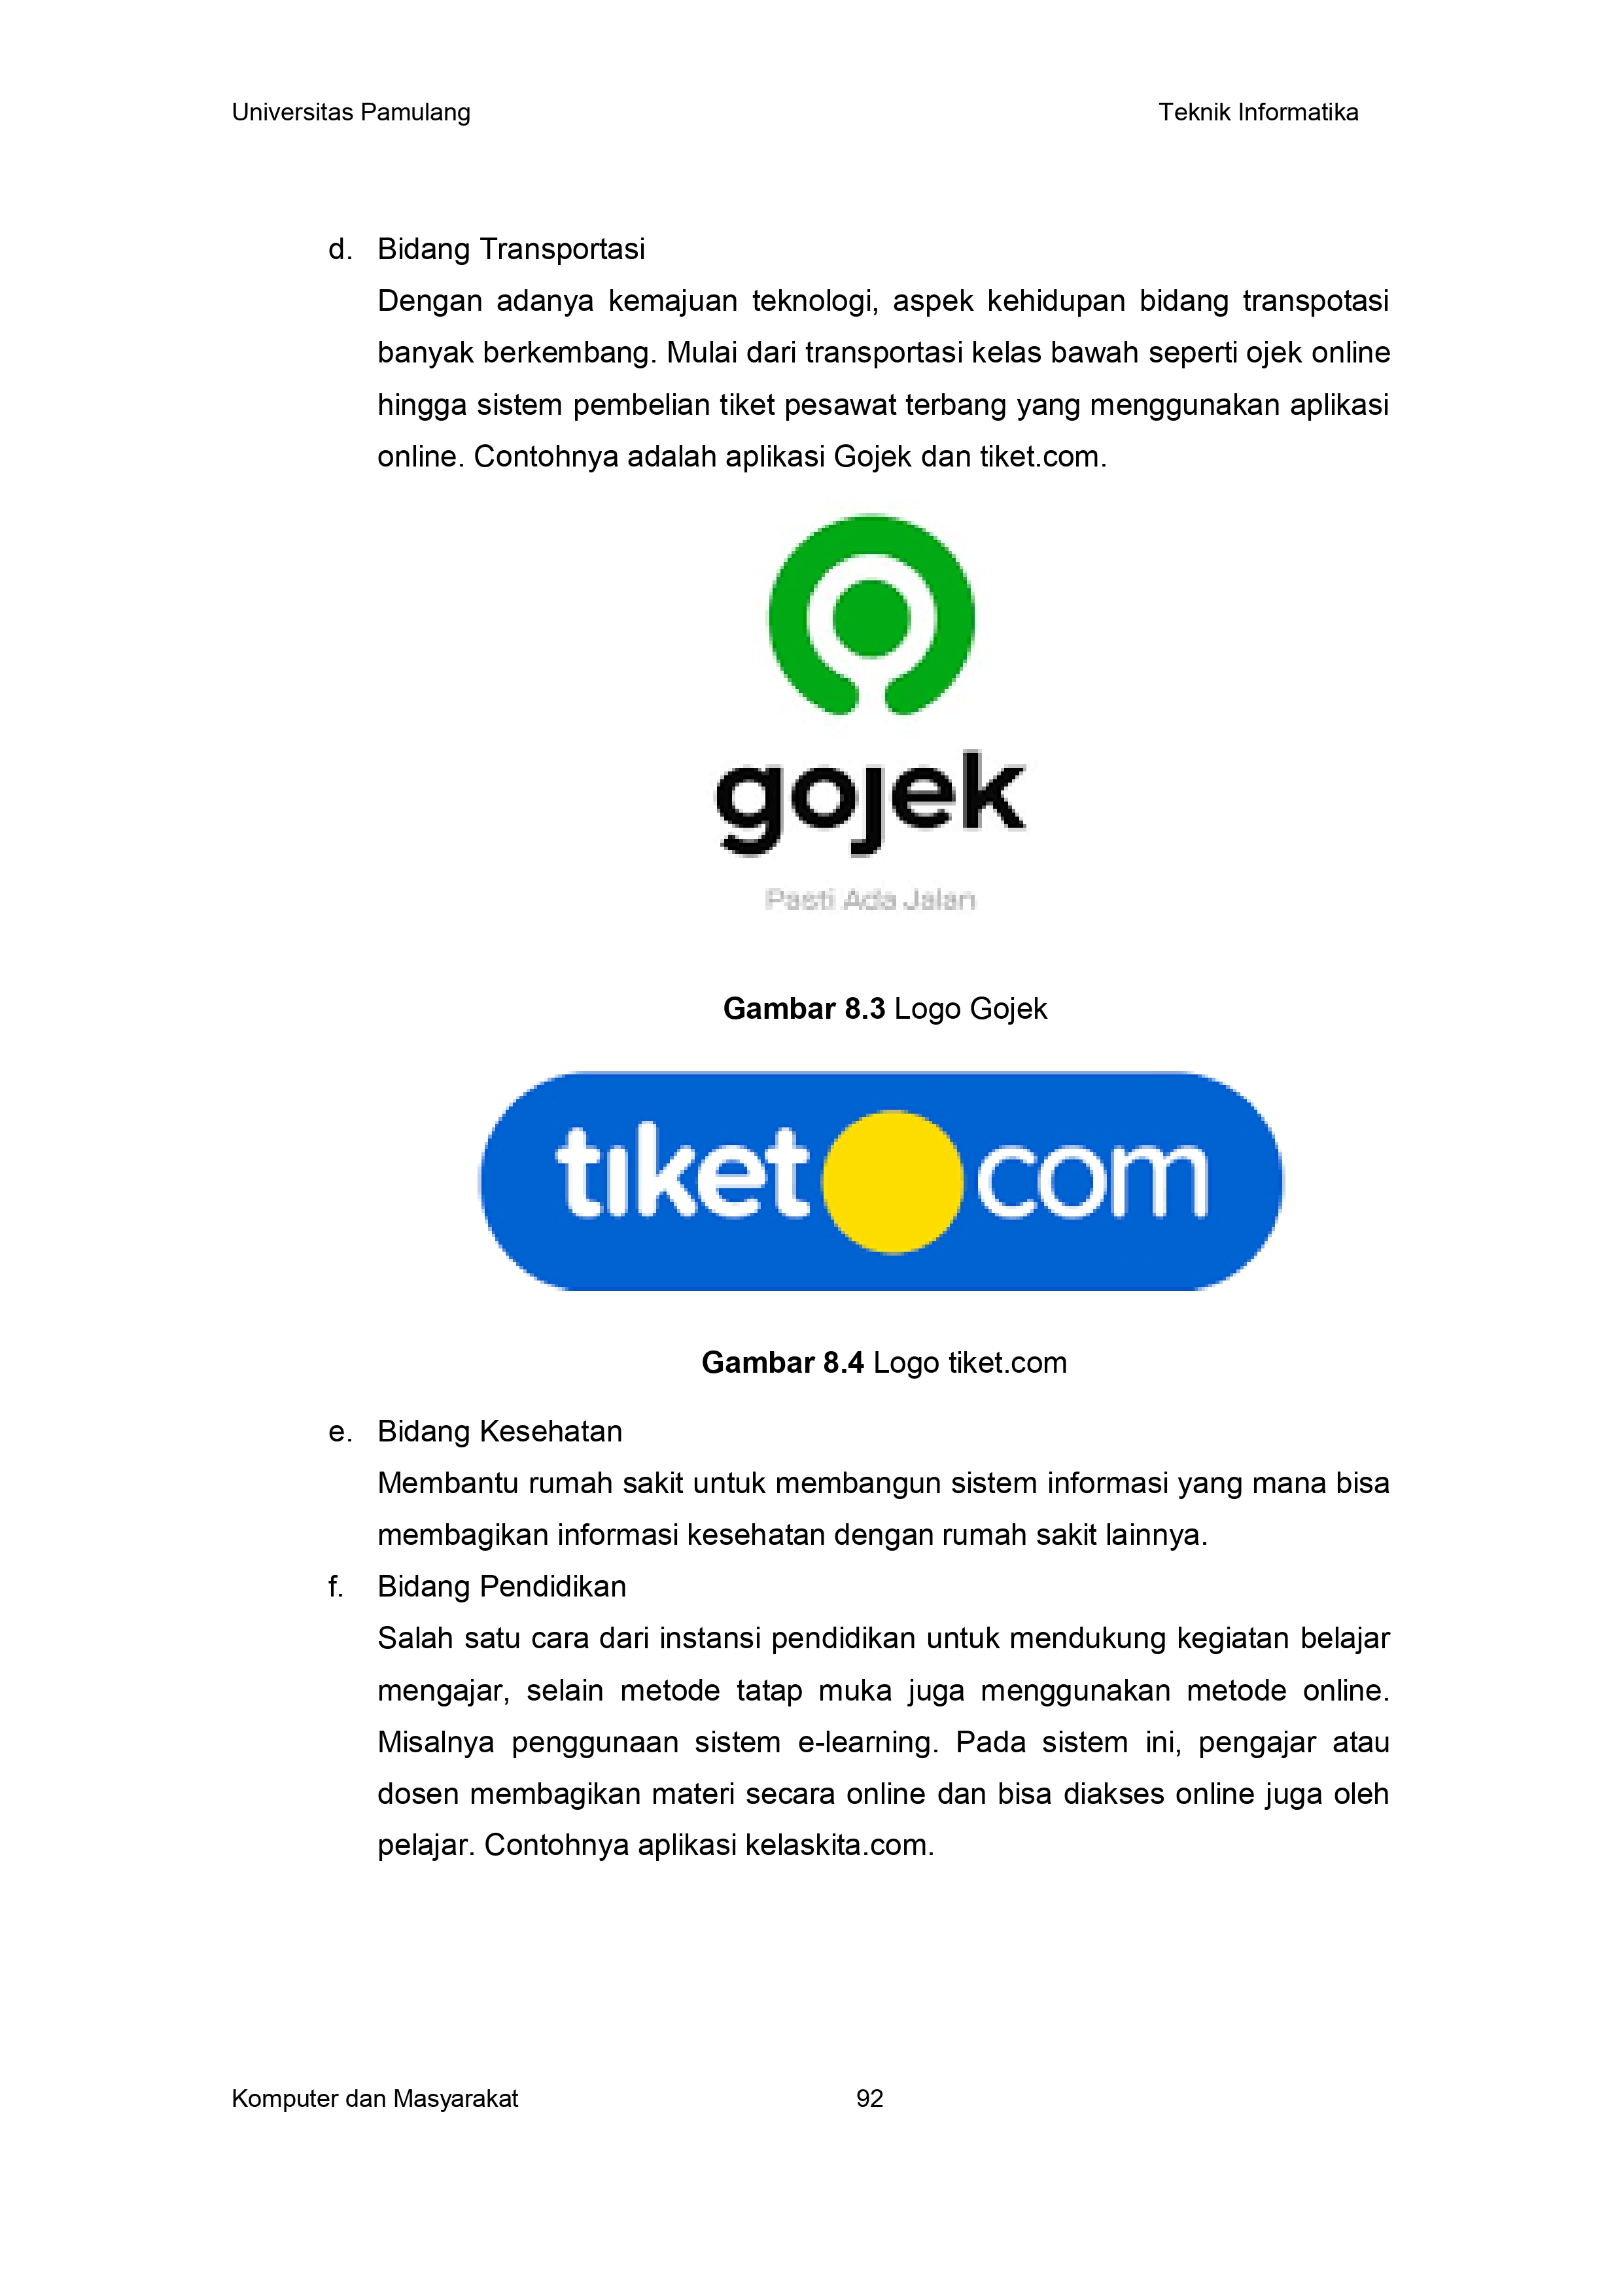 Universitas Pamulang Teknik Informatika
d. Bidang Transportasi
Dengan adanya kemajuan teknologi, aspek kehidupan bidang transpotasi
banyak berkembang. Mulai dari transportasi kelas bawah seperti ojek online
hingga sistem pembelian tiket pesawat terbang yang menggunakan aplikasi
online. Contohnya adalah aplikasi Gojek dan tiket.com.
gojek
Pasti Ada Jalan
Gambar 8.3 Logo Gojek
tiket com
Gambar 8.4 Logo tiket.com
e. Bidang Kesehatan
Membantu rumah sakit untuk membangun sistem informasi yang mana bisa
membagikan informasi kesehatan dengan rumah sakit lainnya.
f. Bidang Pendidikan
Salah satu cara dari instansi pendidikan untuk mendukung kegiatan belajar
mengajar, selain metode tatap muka juga menggunakan metode online.
Misalnya penggunaan sistem e-learning. Pada sistem ini, pengajar atau
dosen membagikan materi secara online dan bisa diakses online juga oleh
pelajar. Contohnya aplikasi kelaskita.com.
Komputer dan Masyarakat 92